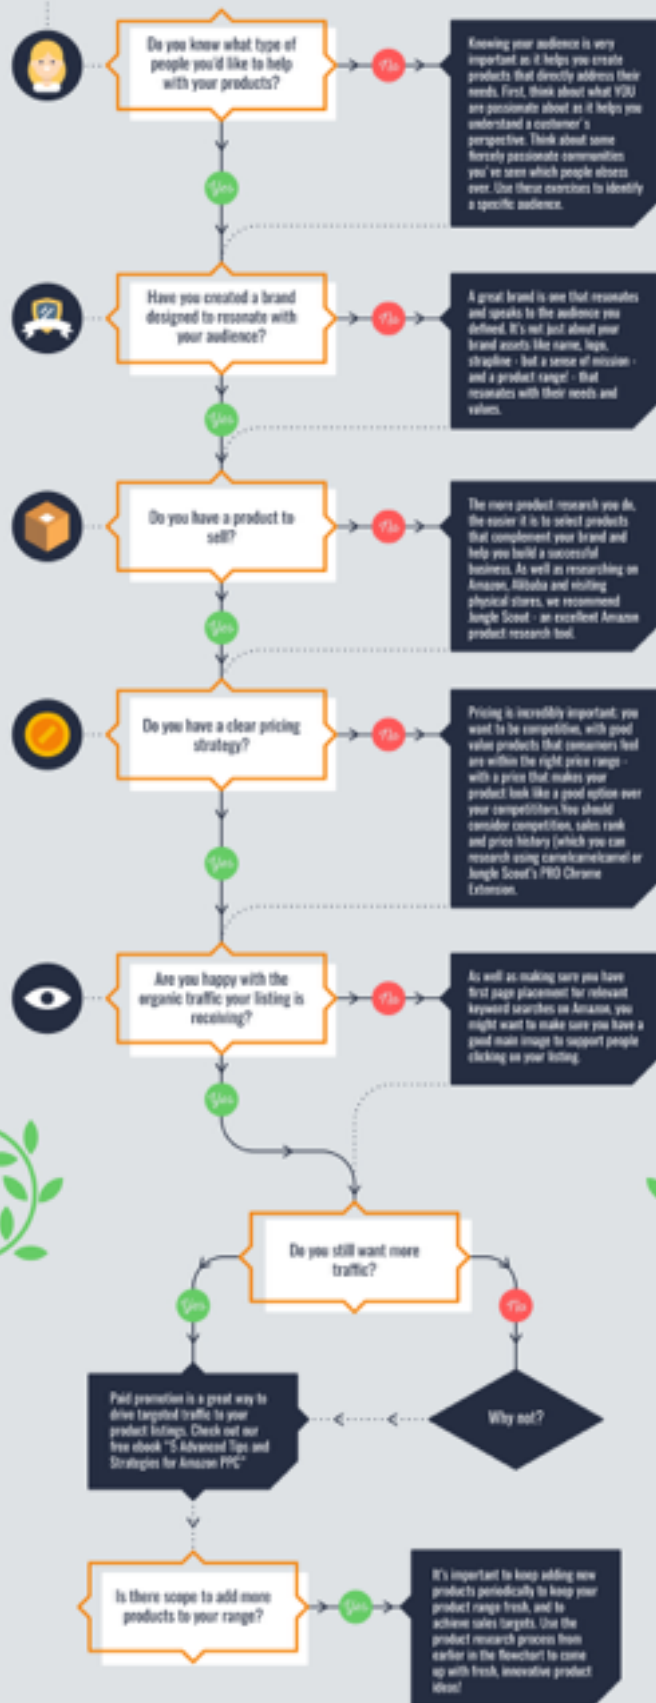 Do you know what type of
people you'd like to help
with your products?
No
Knowing your audience is very
important as it helps you create
products that directly address their
needs. First, think about what YOU
are passionate about as it helps you
understand a customer's
perspective. Think about some
fiercely passionate communities
you've seen which people obsess
over. Use these exercises to identify
a specific audience.
Yes
Have you created a brand
designed to resonate with
your audience?
No
A great brand is one that resonates
and speaks to the audience you
defined. It's not just about your
brand assets like name, logo,
strapline - but a sense of mission -
and a product range! - that
resonates with their needs and
values.
Yes
Do you have a product to
sell?
No
The more product research you do,
the easier it is to select products
that complement your brand and
help you build a successful
business. As well as researching on
Amazon, Alibaba and visiting
physical stores, we recommend
Jungle Scout - an excellent Amazon
product research tool.
Yes
Do you have a clear pricing
strategy?
No
Pricing is incredibly important; you
want to be competitive, with good
value products that consumers feel
are within the right price range -
with a price that makes your
product look like a good option over
your competititors.You should
consider competition, sales rank
and price history (which you can
research using camelcamelcamel or
Jungle Scout's PRO Chrome
Extension.
Yes
Are you happy with the
organic traffic your listing is
receiving?
No
As well as making sure you have
first page placement for relevant
keyword searches on Amazon, you
might want to make sure you have a
good main image to support people
clicking on your listing.
Yes
Do you still want more
traffic?
Yes
No
Paid promotion is a great way to
drive targeted traffic to your
product listings. Check out our
free ebook "5 Advanced Tips and
Strategies for Amazon PPC"
Why not?
Is there scope to add more
products to your range?
Yes
It's important to keep adding new
products periodically to keep your
product range fresh, and to
achieve sales targets. Use the
product research process from
earlier in the flowchart to come
up with fresh, innovative product
ideas!